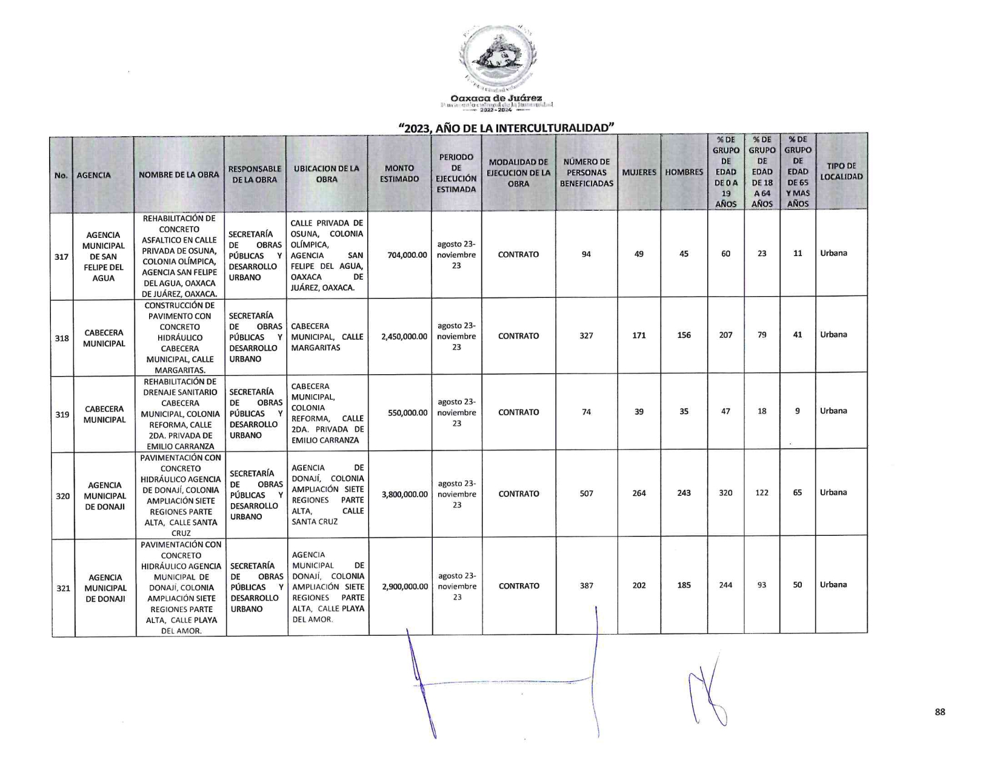 Oaxaca de Juárez
2022 - 2024
“2023, AÑO DE LA INTERCULTURALIDAD”
No.
AGENCIA
NOMBRE DE LA OBRA
RESPONSABLE
DE LA OBRA
UBICACION DE LA
OBRA
MONTO
ESTIMADO
PERIODO
DE
EJECUCIÓN
ESTIMADA
MODALIDAD DE
EJECUCION DE LA
OBRA
NÚMERO DE
PERSONAS
BENEFICIADAS
MUJERES
HOMBRES
% DE
GRUPO
DE
EDAD
DE 0 A
19
AÑOS
% DE
GRUPO
DE
EDAD
DE 18
A 64
AÑOS
% DE
GRUPO
DE
EDAD
DE 65
Y MAS
AÑOS
TIPO DE
LOCALIDAD
317
AGENCIA
MUNICIPAL
DE SAN
FELIPE DEL
AGUA
REHABILITACIÓN DE
CONCRETO
ASFALTICO EN CALLE
PRIVADA DE OSUNA,
COLONIA OLÍMPICA,
AGENCIA SAN FELIPE
DEL AGUA, OAXACA
DE JUÁREZ, OAXACA.
SECRETARÍA
DE OBRAS
PÚBLICAS Y
DESARROLLO
URBANO
CALLE PRIVADA DE
OSUNA, COLONIA
OLÍMPICA,
AGENCIA SAN
FELIPE DEL AGUA,
OAXACA DE
JUÁREZ, OAXACA.
704,000.00
agosto 23-
noviembre
23
CONTRATO
94
49
45
60
23
11
Urbana
318
CABECERA
MUNICIPAL
CONSTRUCCIÓN DE
PAVIMENTO CON
CONCRETO
HIDRÁULICO
CABECERA
MUNICIPAL, CALLE
MARGARITAS.
SECRETARÍA
DE OBRAS
PÚBLICAS Y
DESARROLLO
URBANO
CABECERA
MUNICIPAL, CALLE
MARGARITAS
2,450,000.00
agosto 23-
noviembre
23
CONTRATO
327
171
156
207
79
41
Urbana
319
CABECERA
MUNICIPAL
REHABILITACIÓN DE
DRENAJE SANITARIO
CABECERA
MUNICIPAL, COLONIA
REFORMA, CALLE
2DA. PRIVADA DE
EMILIO CARRANZA
SECRETARÍA
DE OBRAS
PÚBLICAS Y
DESARROLLO
URBANO
CABECERA
MUNICIPAL,
COLONIA
REFORMA, CALLE
2DA. PRIVADA DE
EMILIO CARRANZA
550,000.00
agosto 23-
noviembre
23
CONTRATO
74
39
35
47
18
9
Urbana
320
AGENCIA
MUNICIPAL
DE DONAJI
PAVIMENTACIÓN CON
CONCRETO
HIDRÁULICO AGENCIA
DE DONAJÍ, COLONIA
AMPLIACIÓN SIETE
REGIONES PARTE
ALTA, CALLE SANTA
CRUZ
SECRETARÍA
DE OBRAS
PÚBLICAS Y
DESARROLLO
URBANO
AGENCIA DE
DONAJÍ, COLONIA
AMPLIACIÓN SIETE
REGIONES PARTE
ALTA, CALLE
SANTA CRUZ
3,800,000.00
agosto 23-
noviembre
23
CONTRATO
507
264
243
320
122
65
Urbana
321
AGENCIA
MUNICIPAL
DE DONAJI
PAVIMENTACIÓN CON
CONCRETO
HIDRÁULICO AGENCIA
MUNICIPAL DE
DONAJÍ, COLONIA
AMPLIACIÓN SIETE
REGIONES PARTE
ALTA, CALLE PLAYA
DEL AMOR.
SECRETARÍA
DE OBRAS
PÚBLICAS Y
DESARROLLO
URBANO
AGENCIA
MUNICIPAL DE
DONAJÍ, COLONIA
AMPLIACIÓN SIETE
REGIONES PARTE
ALTA, CALLE PLAYA
DEL AMOR.
2,900,000.00
agosto 23-
noviembre
23
CONTRATO
387
202
185
244
93
50
Urbana
88